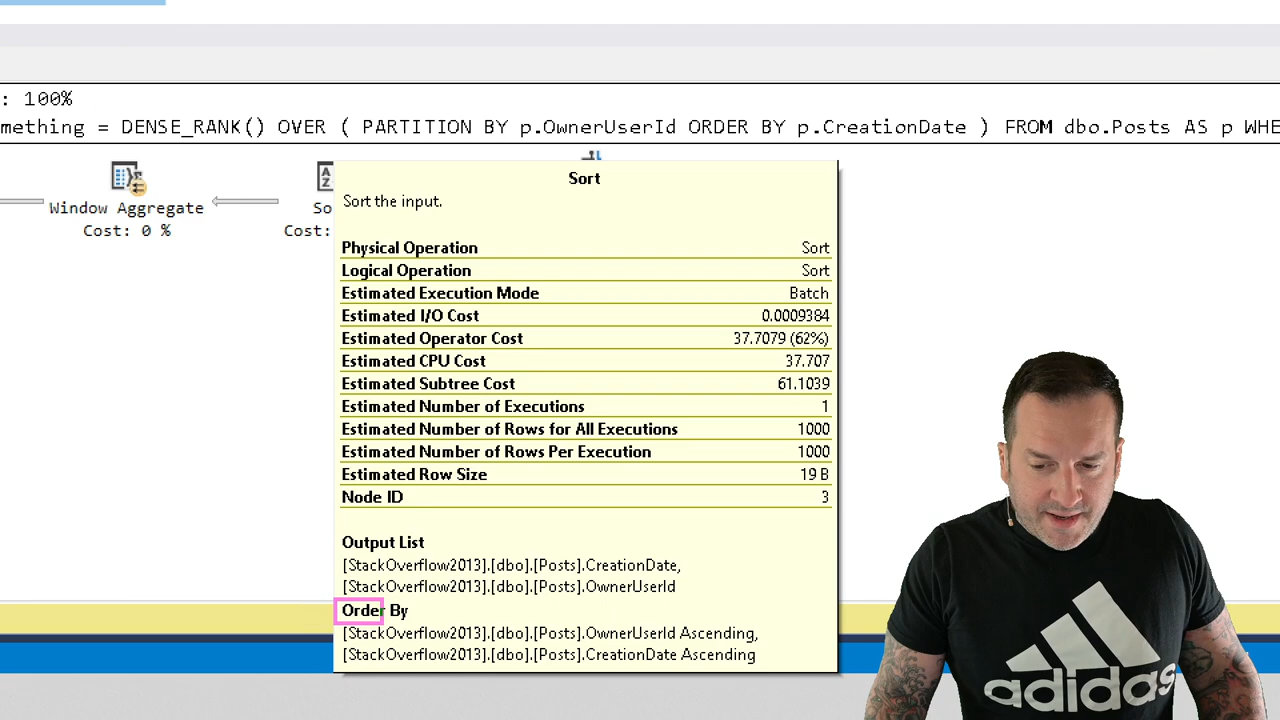 : 100%
mething = DENSE_RANK() OVER ( PARTITION BY p.OwnerUserId ORDER BY p.CreationDate ) FROM dbo.Posts AS p WHE
Sort
Sort the input.
Window Aggregate
So
Cost: 0 %
Cost:
Physical Operation Sort
Logical Operation Sort
Estimated Execution Mode Batch
Estimated I/O Cost 0.0009384
Estimated Operator Cost 37.7079 (62%)
Estimated CPU Cost 37.707
Estimated Subtree Cost 61.1039
Estimated Number of Executions 1
Estimated Number of Rows for All Executions 1000
Estimated Number of Rows Per Execution 1000
Estimated Row Size 19 B
Node ID 3
Output List
[StackOverflow2013].[dbo].[Posts].CreationDate,
[StackOverflow2013].[dbo].[Posts].OwnerUserId
Order By
[StackOverflow2013].[dbo].[Posts].OwnerUserId Ascending,
[StackOverflow2013].[dbo].[Posts].CreationDate Ascending
adidas